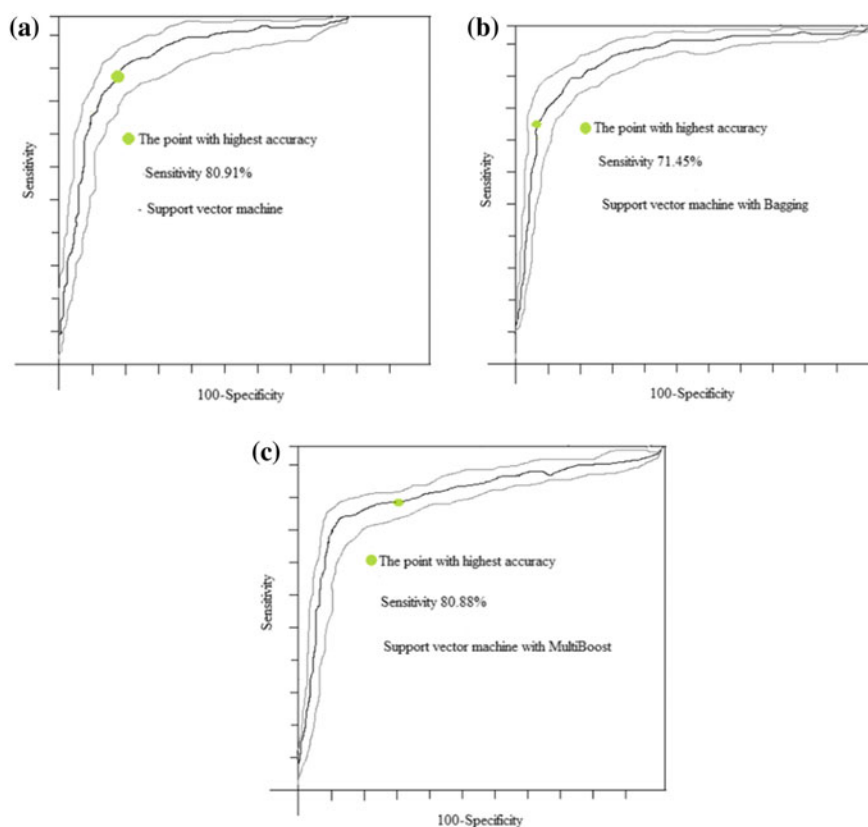 (a)
Sensitivity
The point with highest accuracy
Sensitivity 80.91%
- Support vector machine
100-Specificity
(b)
Sensitivity
The point with highest accuracy
Sensitivity 71.45%
Support vector machine with Bagging
100-Specificity
(c)
Sensitivity
The point with highest accuracy
Sensitivity 80.88%
Support vector machine with MultiBoost
100-Specificity